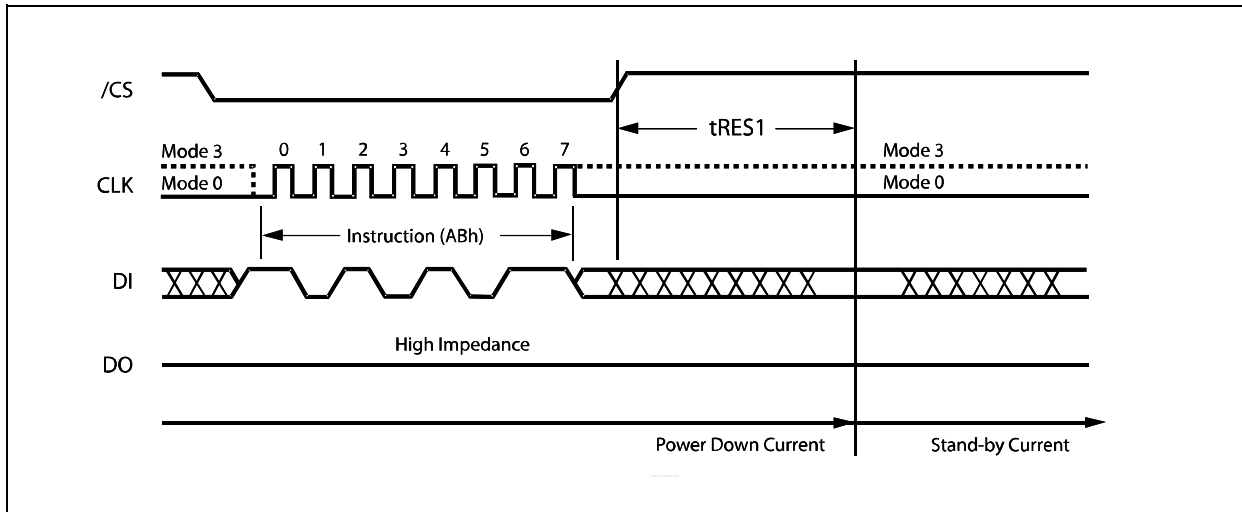 /CS
tRES1
Mode 3
0 1 2 3 4 5 6 7
Mode 3
CLK
Mode 0
Mode 0
Instruction (ABh)
DI
High Impedance
DO
Power Down Current
Stand-by Current